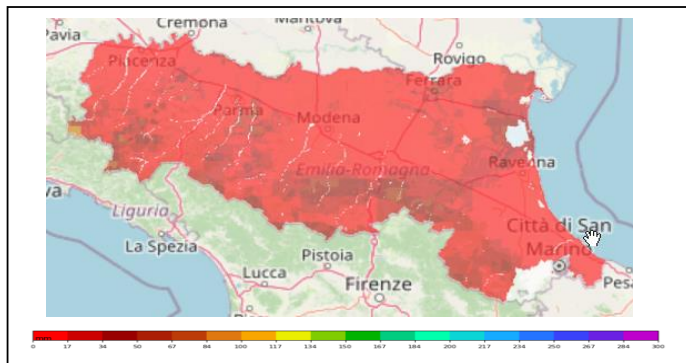 Cremona
Mantova
Pavia
Rovigo
Piacenza
Ferrara
Parma
Modena
Ravenna
Emilia-Romagna
va
Liguria
Città di San
Marino
La Spezia
Pistoia
Lucca
Pes
Firenze
0 17 34 50 67 84 100 117 134 150 167 184 200 217 234 250 267 284 300